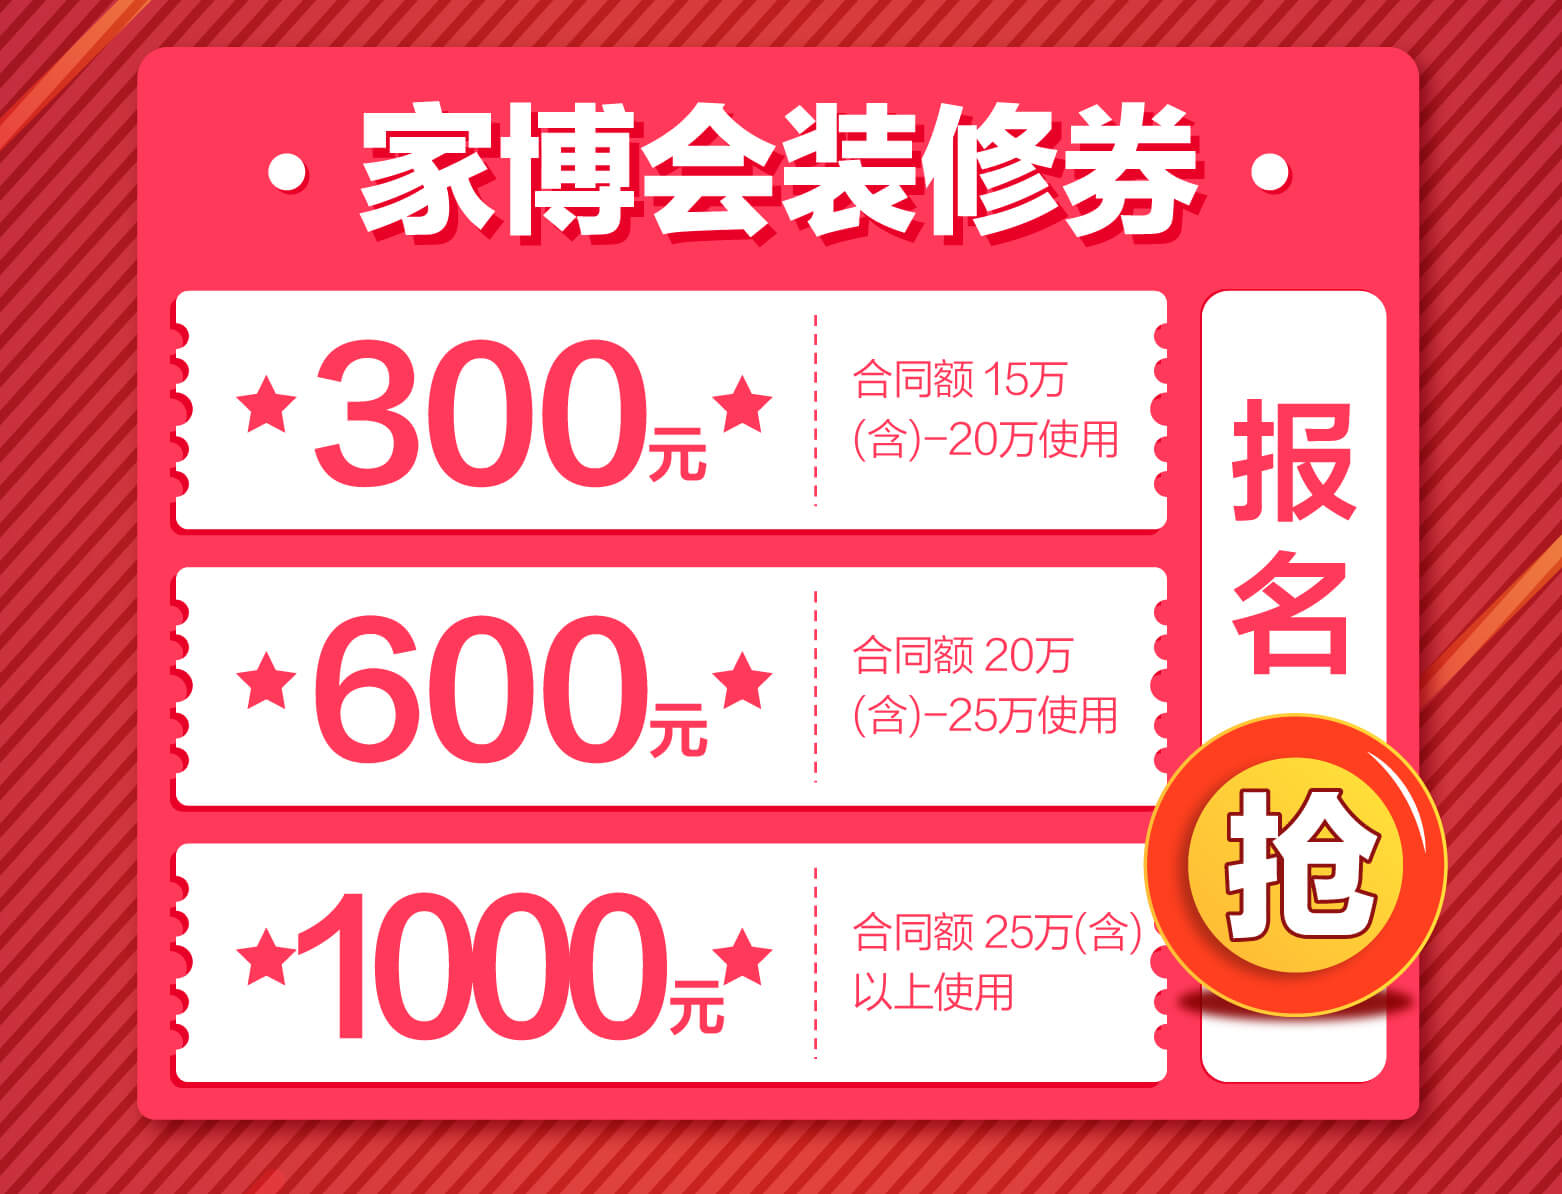 · 家博会装修券 ·
300元
合同额 15万
(含)-20万使用
600元
合同额 20万
(含)-25万使用
1000元
合同额 25万(含)
以上使用
报
名
抢